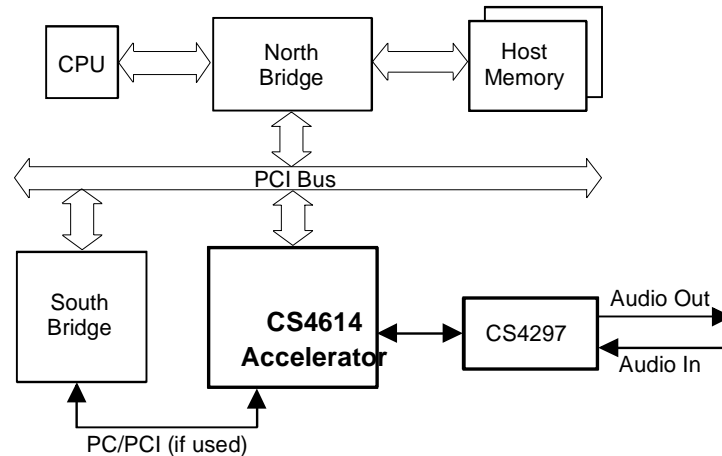 CPU
North
Bridge
Host
Memory
PCI Bus
South
Bridge
CS4614
Accelerator
CS4297
Audio Out
Audio In
PC/PCI (if used)